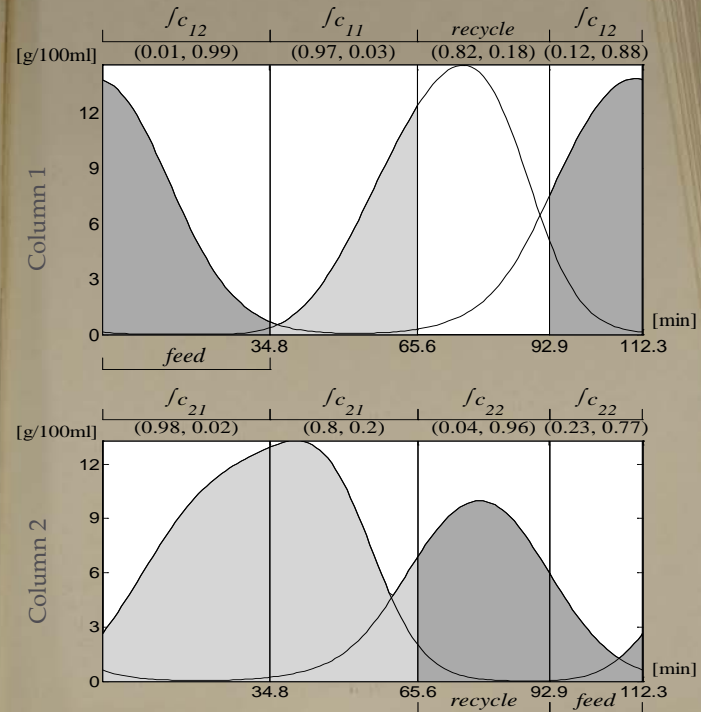 ∫c₁₂ ∫c₁₁ recycle ∫c₁₂
[g/100ml] (0.01, 0.99) (0.97, 0.03) (0.82, 0.18) (0.12, 0.88)
12
9
6
3
0
Column 1
[min]
34.8 65.6 92.9 112.3
feed
∫c₂₁ ∫c₂₁ ∫c₂₂ ∫c₂₂
[g/100ml] (0.98, 0.02) (0.8, 0.2) (0.04, 0.96) (0.23, 0.77)
12
9
6
3
0
Column 2
[min]
34.8 65.6 92.9 112.3
recycle feed